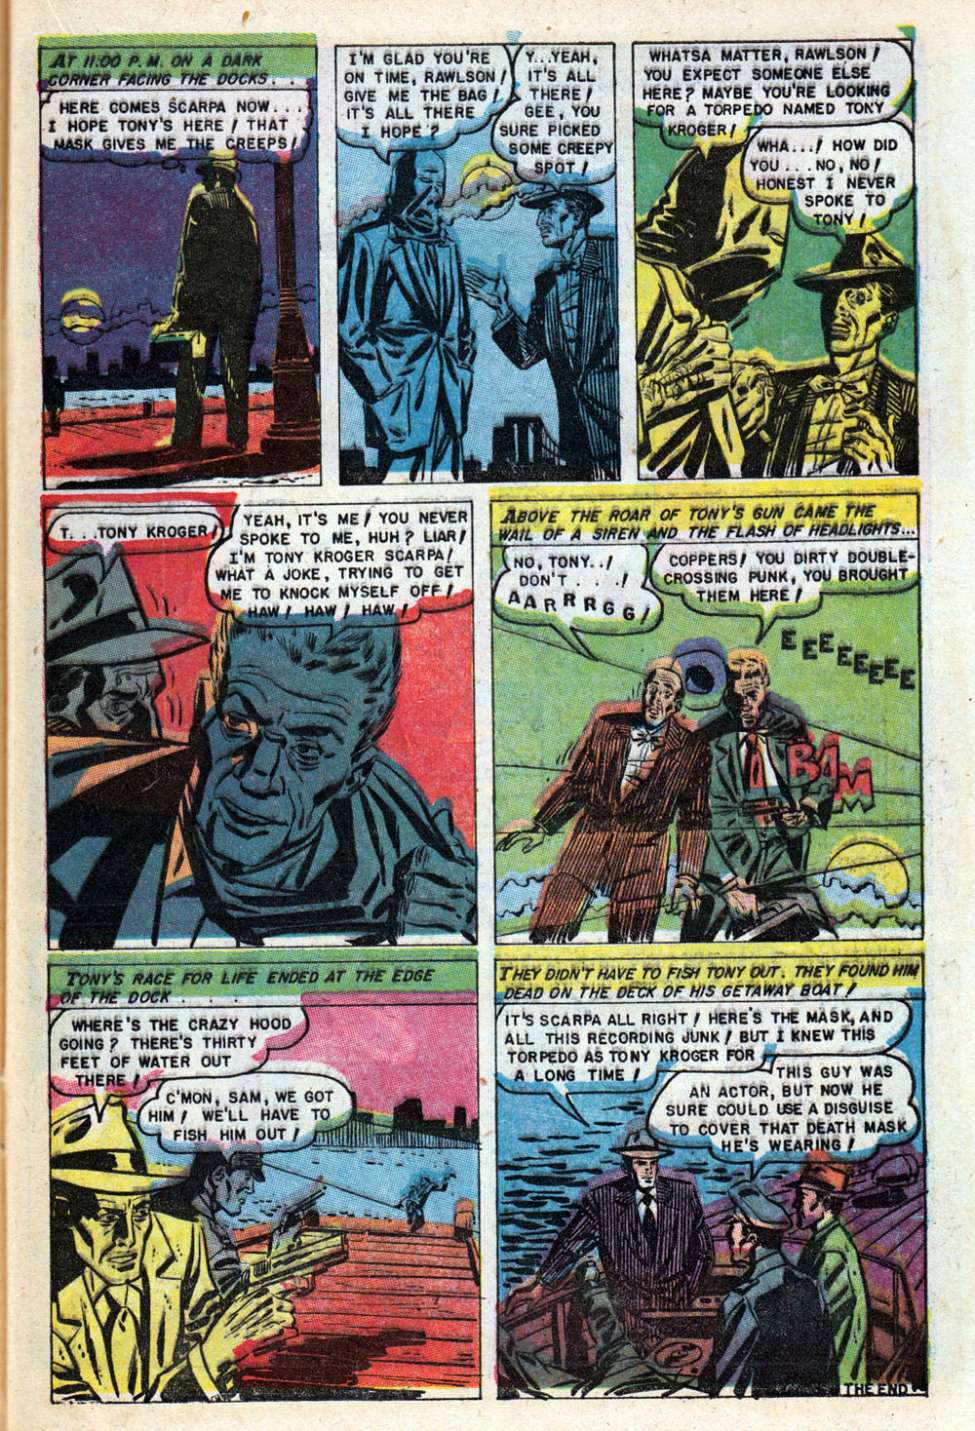 AT 11:00 P.M. ON A DARK
CORNER FACING THE DOCKS...
HERE COMES SCARPA NOW...
I HOPE TONY'S HERE! THAT
MASK GIVES ME THE CREEPS!
I'M GLAD YOU'RE
ON TIME, RAWLSON!
GIVE ME THE BAG!
IT'S ALL THERE
I HOPE?
Y...YEAH,
IT'S ALL
THERE!
GEE, YOU
SURE PICKED
SOME CREEPY
SPOT!
WHATSA MATTER, RAWLSON!
YOU EXPECT SOMEONE ELSE
HERE? MAYBE YOU'RE LOOKING
FOR A TORPEDO NAMED TONY
KROGER!
WHA...! HOW DID
YOU...NO, NO!
HONEST I NEVER
SPOKE TO
TONY!
T...TONY KROGER!
YEAH, IT'S ME! YOU NEVER
SPOKE TO ME, HUH? LIAR!
I'M TONY KROGER SCARPA!
WHAT A JOKE, TRYING TO GET
ME TO KNOCK MYSELF OFF!
HAW! HAW! HAW!
ABOVE THE ROAR OF TONY'S GUN CAME THE
WAIL OF A SIREN AND THE FLASH OF HEADLIGHTS...
NO, TONY..!
DON'T....!
AARRRGG!
COPPERS! YOU DIRTY DOUBLE-
CROSSING PUNK, YOU BROUGHT
THEM HERE!
EEEEEEEE
BAM
TONY'S RACE FOR LIFE ENDED AT THE EDGE
OF THE DOCK....
WHERE'S THE CRAZY HOOD
GOING? THERE'S THIRTY
FEET OF WATER OUT
THERE!
C'MON, SAM, WE GOT
HIM! WE'LL HAVE TO
FISH HIM OUT!
THEY DIDN'T HAVE TO FISH TONY OUT. THEY FOUND HIM
DEAD ON THE DECK OF HIS GETAWAY BOAT!
IT'S SCARPA ALL RIGHT! HERE'S THE MASK, AND
ALL THIS RECORDING JUNK! BUT I KNEW THIS
TORPEDO AS TONY KROGER FOR
A LONG TIME!
THIS GUY WAS
AN ACTOR, BUT NOW HE
SURE COULD USE A DISGUISE
TO COVER THAT DEATH MASK
HE'S WEARING!
THE END